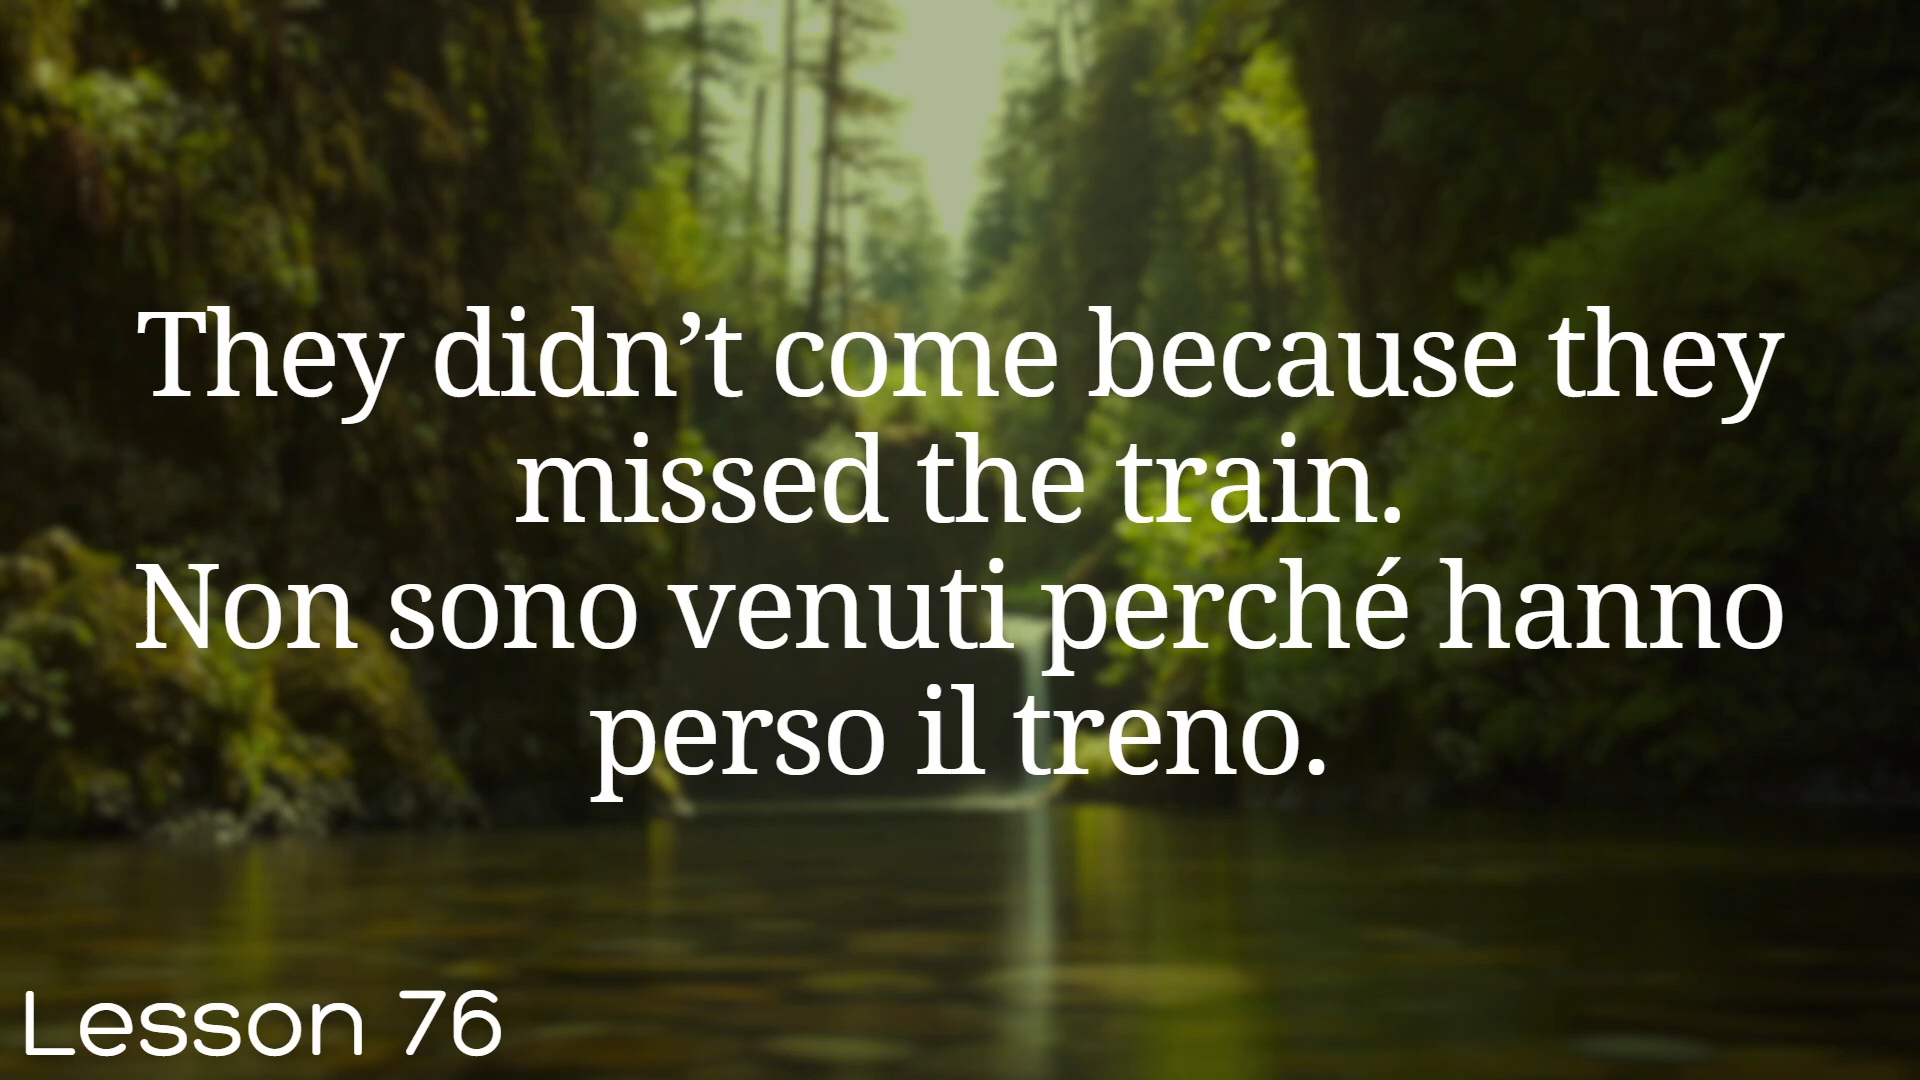 They didn’t come because they
missed the train.
Non sono venuti perché hanno
perso il treno.
Lesson 76